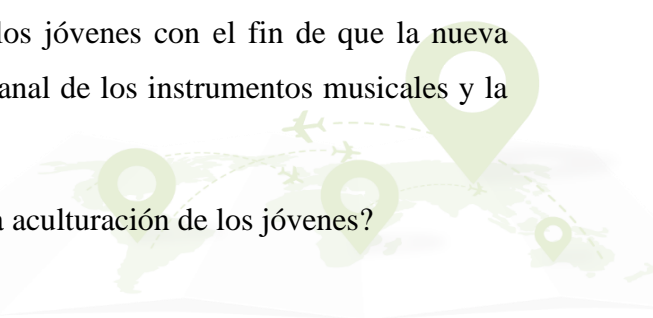 los jóvenes con el fin de que la nueva
anal de los instrumentos musicales y la
a aculturación de los jóvenes?